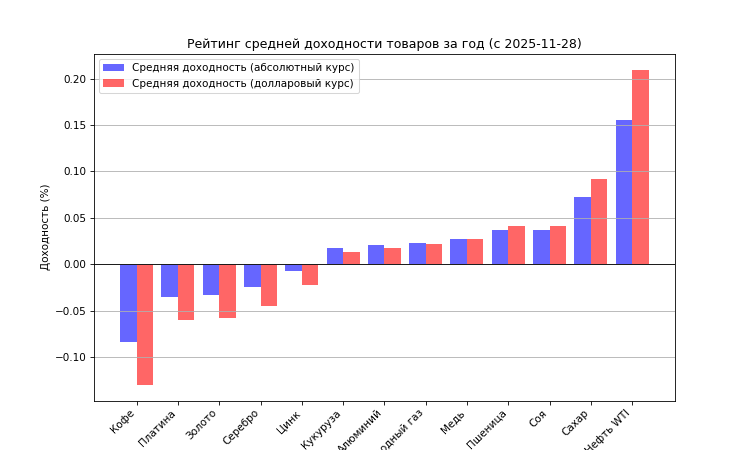 Рейтинг средней доходности товаров за год (с 2025-11-28)
Средняя доходность (абсолютный курс)
Средняя доходность (долларовый курс)
Доходность (%)
0.20
0.15
0.10
0.05
0.00
−0.05
−0.10
Кофе
Платина
Золото
Серебро
Цинк
Кукуруза
Алюминий
газ
Медь
Пшеница
Соя
Сахар
Нефть WTI